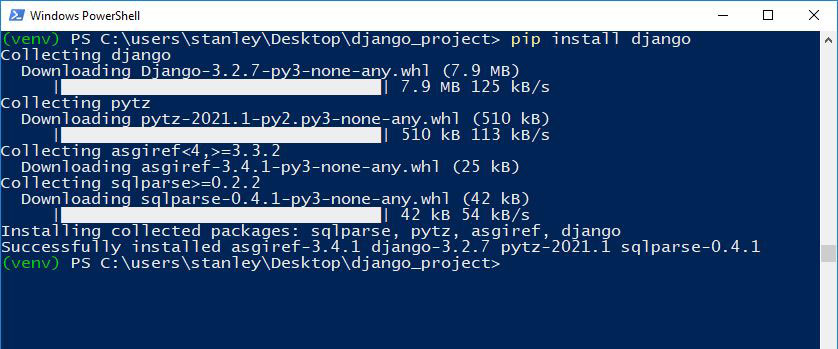 Windows PowerShell
(venv) PS C:\users\stanley\Desktop\django_project> pip install django
Collecting django
  Downloading Django-3.2.7-py3-none-any.whl (7.9 MB)
     |████████████████████████████████| 7.9 MB 125 kB/s
Collecting pytz
  Downloading pytz-2021.1-py2.py3-none-any.whl (510 kB)
     |████████████████████████████████| 510 kB 113 kB/s
Collecting asgiref<4,>=3.3.2
  Downloading asgiref-3.4.1-py3-none-any.whl (25 kB)
Collecting sqlparse>=0.2.2
  Downloading sqlparse-0.4.1-py3-none-any.whl (42 kB)
     |████████████████████████████████| 42 kB 54 kB/s
Installing collected packages: sqlparse, pytz, asgiref, django
Successfully installed asgiref-3.4.1 django-3.2.7 pytz-2021.1 sqlparse-0.4.1
(venv) PS C:\users\stanley\Desktop\django_project>